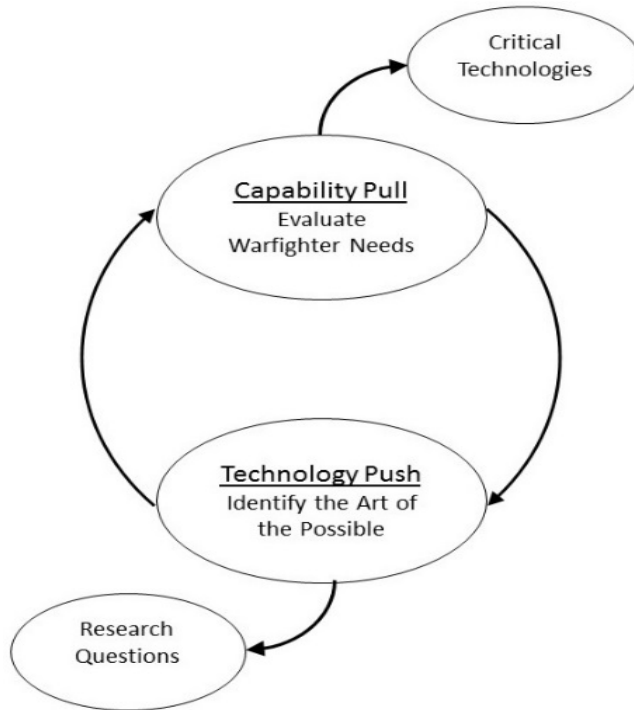 Critical
Technologies
Capability Pull
Evaluate
Warfighter Needs
Technology Push
Identify the Art of
the Possible
Research
Questions